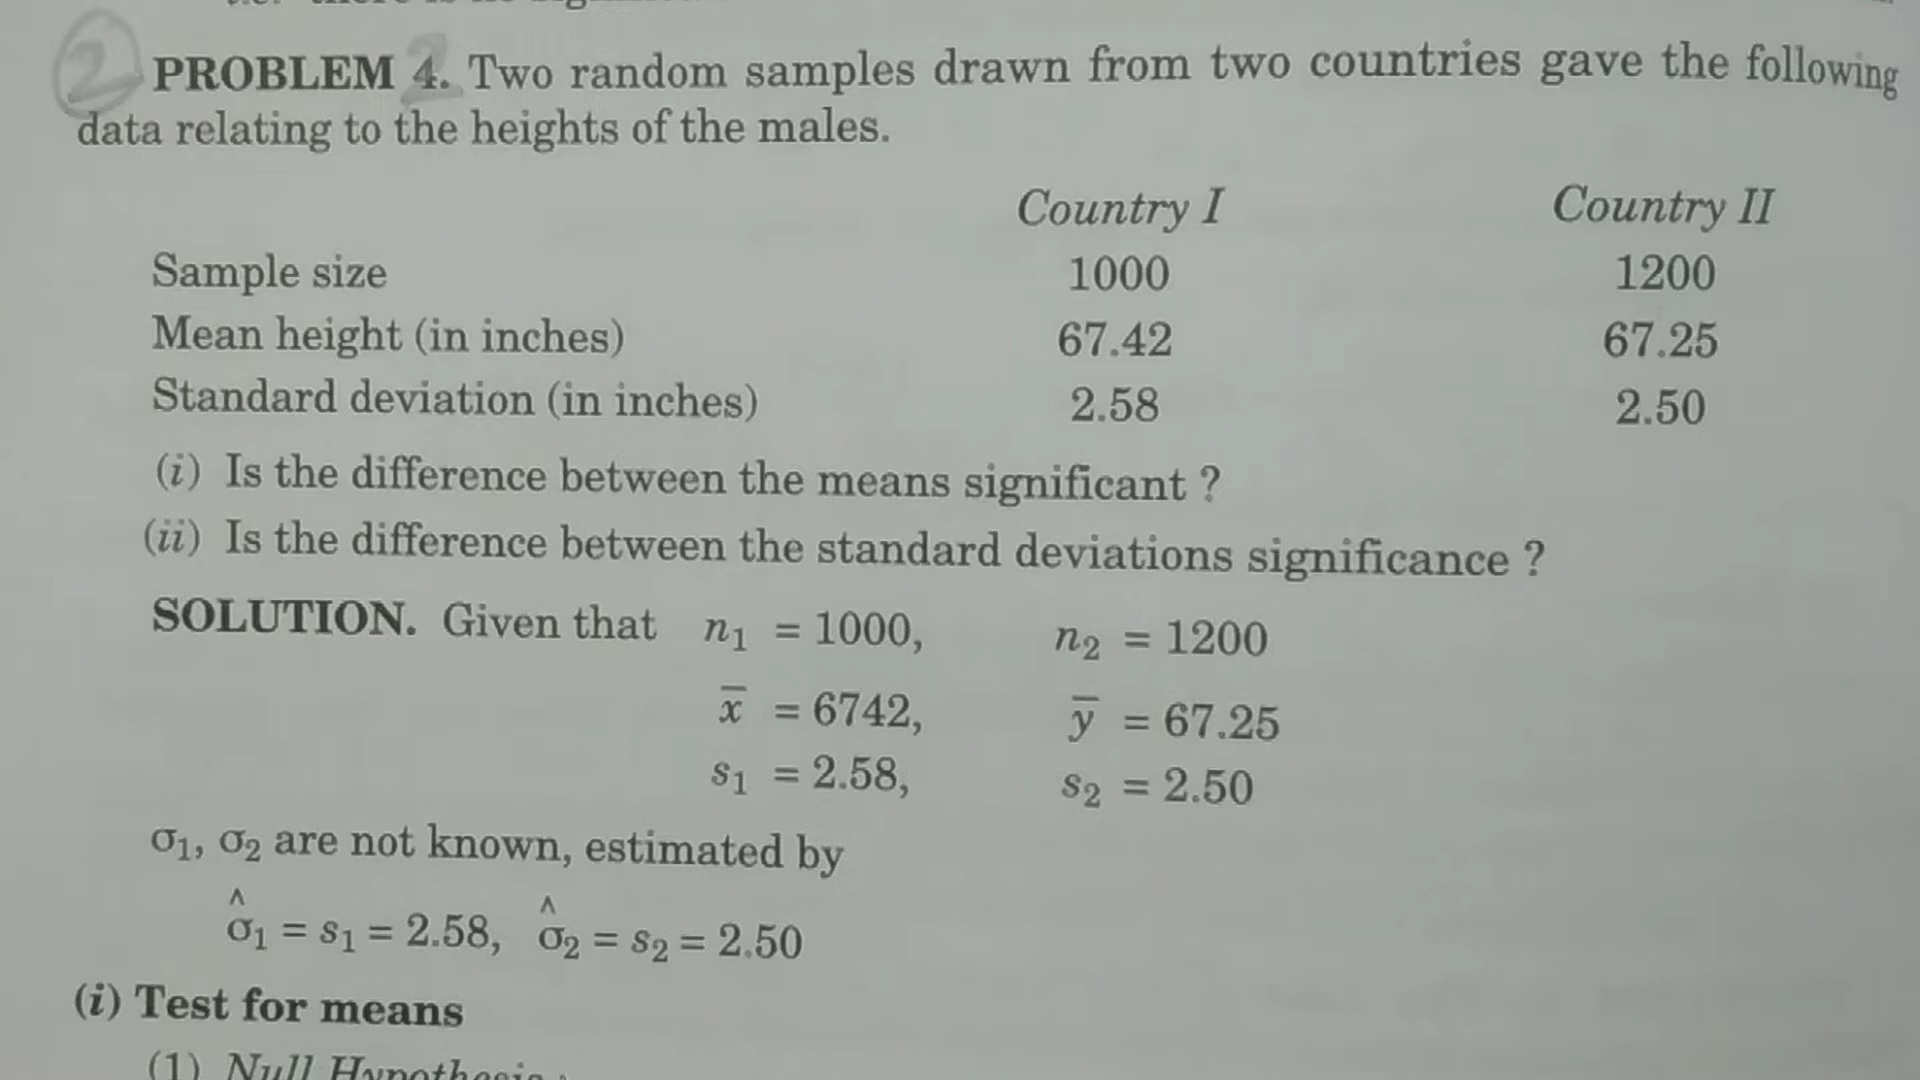 ② PROBLEM 4. Two random samples drawn from two countries gave the following
data relating to the heights of the males.
Country I Country II
Sample size 1000 1200
Mean height (in inches) 67.42 67.25
Standard deviation (in inches) 2.58 2.50
(i) Is the difference between the means significant ?
(ii) Is the difference between the standard deviations significance ?
SOLUTION. Given that n₁ = 1000, n₂ = 1200
x̅ = 6742, y̅ = 67.25
s₁ = 2.58, s₂ = 2.50
σ₁, σ₂ are not known, estimated by
σ̂₁ = s₁ = 2.58, σ̂₂ = s₂ = 2.50
(i) Test for means
(1) Null Hypothesis :